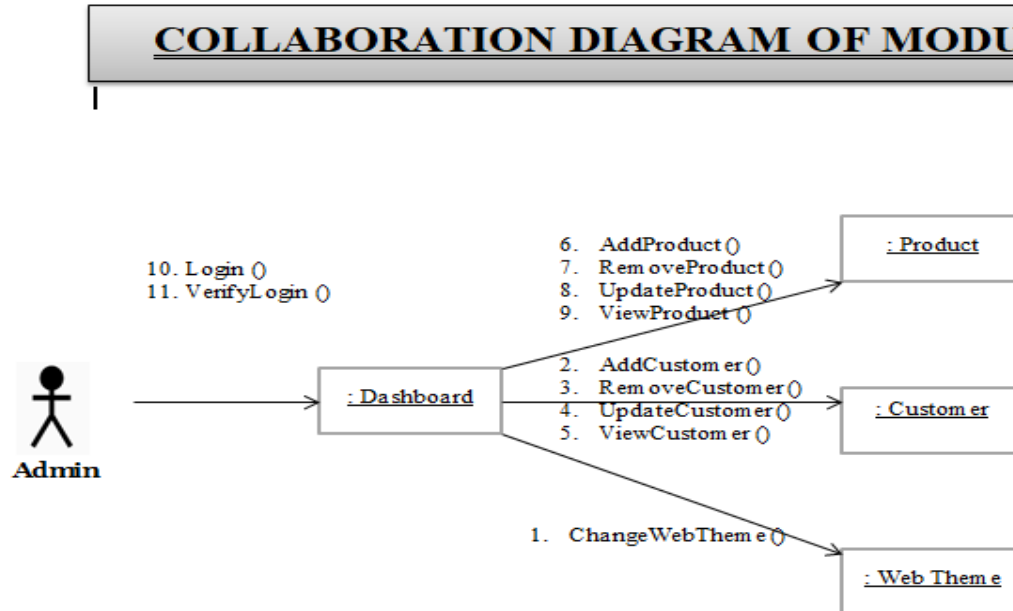 COLLABORATION DIAGRAM OF MODU
10. Login ()
11. VerifyLogin ()
6. AddProduct()
7. RemoveProduct()
8. UpdateProduct()
9. ViewProduct()
: Product
2. AddCustomer()
3. RemoveCustomer()
4. UpdateCustomer()
5. ViewCustomer()
: Dashboard
: Customer
Admin
1. ChangeWebTheme()
: Web Theme